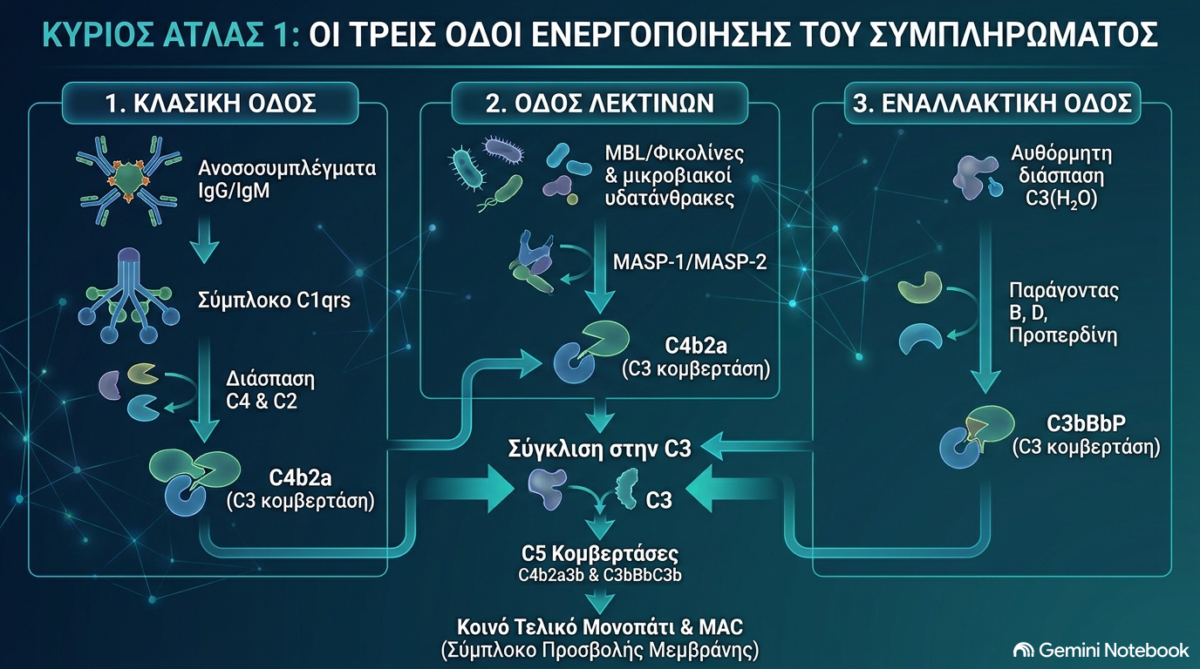 ΚΥΡΙΟΣ ΑΤΛΑΣ 1: ΟΙ ΤΡΕΙΣ ΟΔΟΙ ΕΝΕΡΓΟΠΟΙΗΣΗΣ ΤΟΥ ΣΥΜΠΛΗΡΩΜΑΤΟΣ
1. ΚΛΑΣΙΚΗ ΟΔΟΣ
Ανοσοσυμπλέγματα
IgG/IgM
Σύμπλοκο C1qrs
Διάσπαση
C4 & C2
C4b2a
(C3 κομβερτάση)
2. ΟΔΟΣ ΛΕΚΤΙΝΩΝ
MBL/Φικολίνες
& μικροβιακοί
υδατάνθρακες
MASP-1/MASP-2
C4b2a
(C3 κομβερτάση)
3. ΕΝΑΛΛΑΚΤΙΚΗ ΟΔΟΣ
Αυθόρμητη
διάσπαση
C3(H₂O)
Παράγοντας
B, D,
Προπερδίνη
C3bBbP
(C3 κομβερτάση)
Σύγκλιση στην C3
C3
C5 Κομβερτάσες
C4b2a3b & C3bBbC3b
Κοινό Τελικό Μονοπάτι & MAC
(Σύμπλοκο Προσβολής Μεμβράνης)
Gemini Notebook